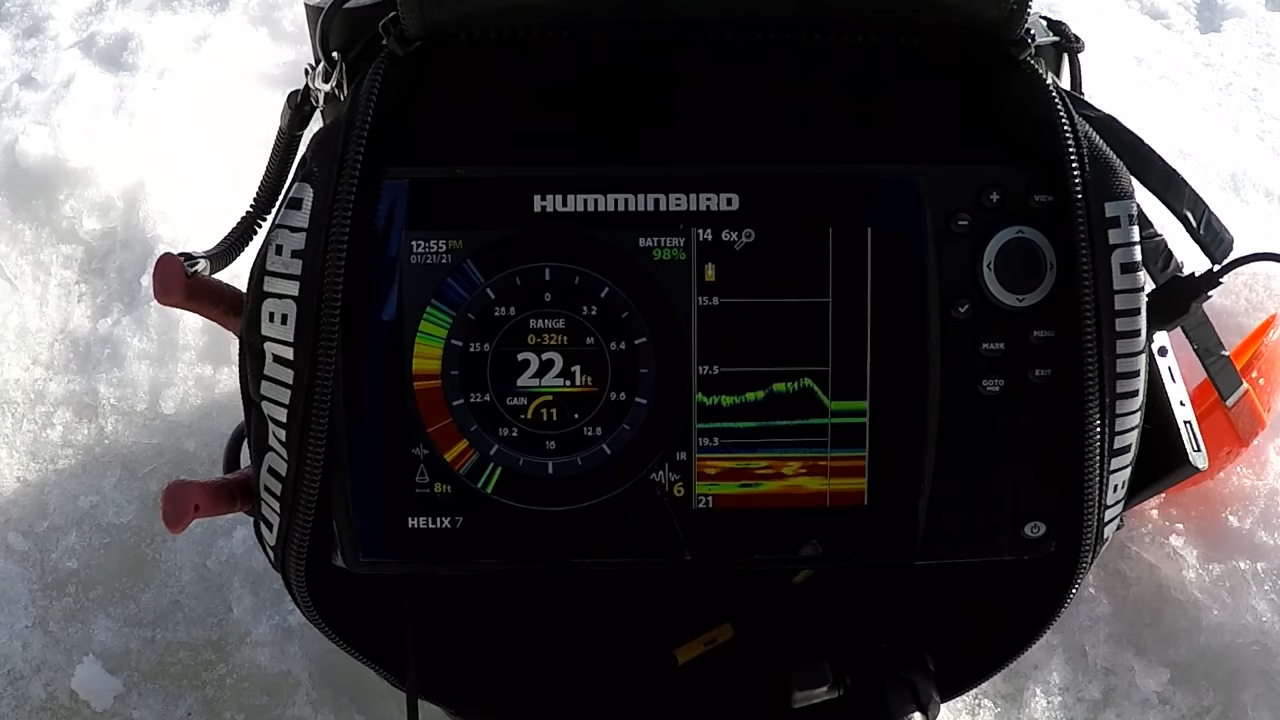 HUMMINBIRD
12:55 PM
01/21/21
BATTERY
98%
0
3.2
6.4
9.6
12.8
16
19.2
22.4
25.6
28.8
RANGE
0-32ft M
22.1ft
GAIN
- 11 +
8ft
IR
6
HELIX 7
14 6x
15.8
17.5
19.3
21
VIEW
MENU
MARK
EXIT
GOTO
HUMMINBIRD
HUMMINBIRD